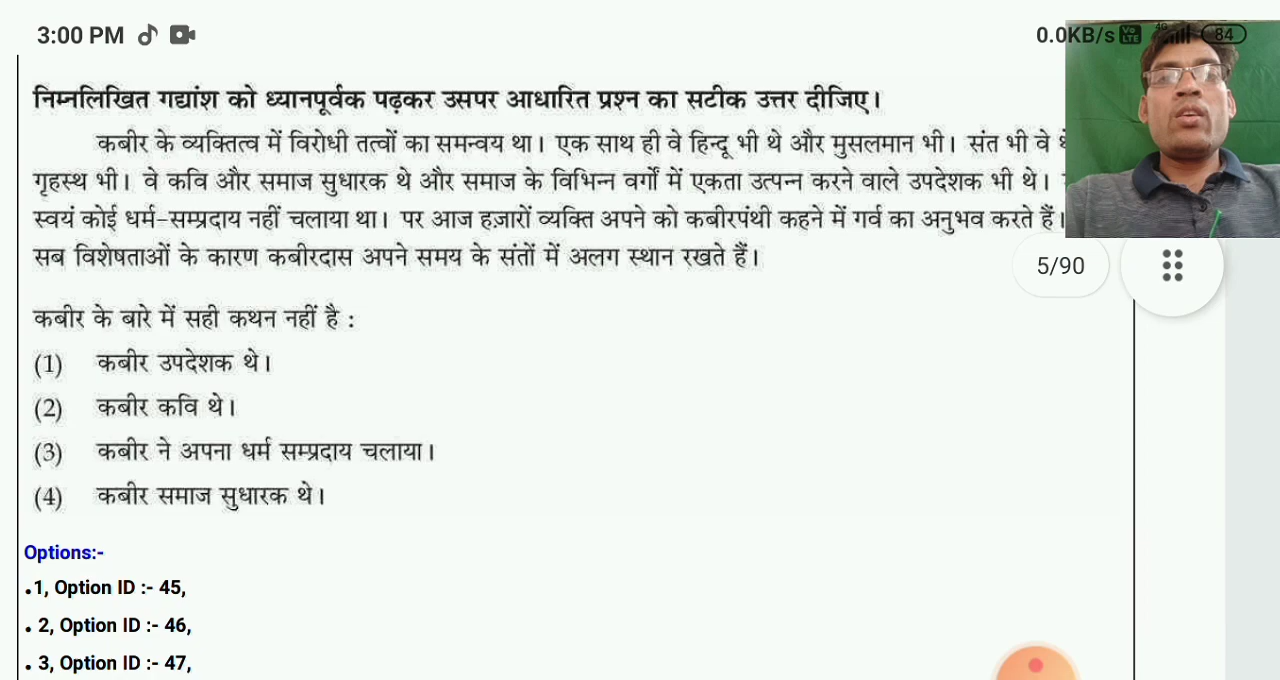 3:00 PM
0.0KB/s Vo LTE 4G 84
निम्नलिखित गद्यांश को ध्यानपूर्वक पढ़कर उसपर आधारित प्रश्न का सटीक उत्तर दीजिए।
कबीर के व्यक्तित्व में विरोधी तत्वों का समन्वय था। एक साथ ही वे हिन्दू भी थे और मुसलमान भी। संत भी वे
गृहस्थ भी। वे कवि और समाज सुधारक थे और समाज के विभिन्न वर्गों में एकता उत्पन्न करने वाले उपदेशक भी थे।
स्वयं कोई धर्म-सम्प्रदाय नहीं चलाया था। पर आज हज़ारों व्यक्ति अपने को कबीरपंथी कहने में गर्व का अनुभव करते हैं।
सब विशेषताओं के कारण कबीरदास अपने समय के संतों में अलग स्थान रखते हैं।
5/90
कबीर के बारे में सही कथन नहीं है :
(1) कबीर उपदेशक थे।
(2) कबीर कवि थे।
(3) कबीर ने अपना धर्म सम्प्रदाय चलाया।
(4) कबीर समाज सुधारक थे।
Options:-
.1, Option ID :- 45,
. 2, Option ID :- 46,
. 3, Option ID :- 47,